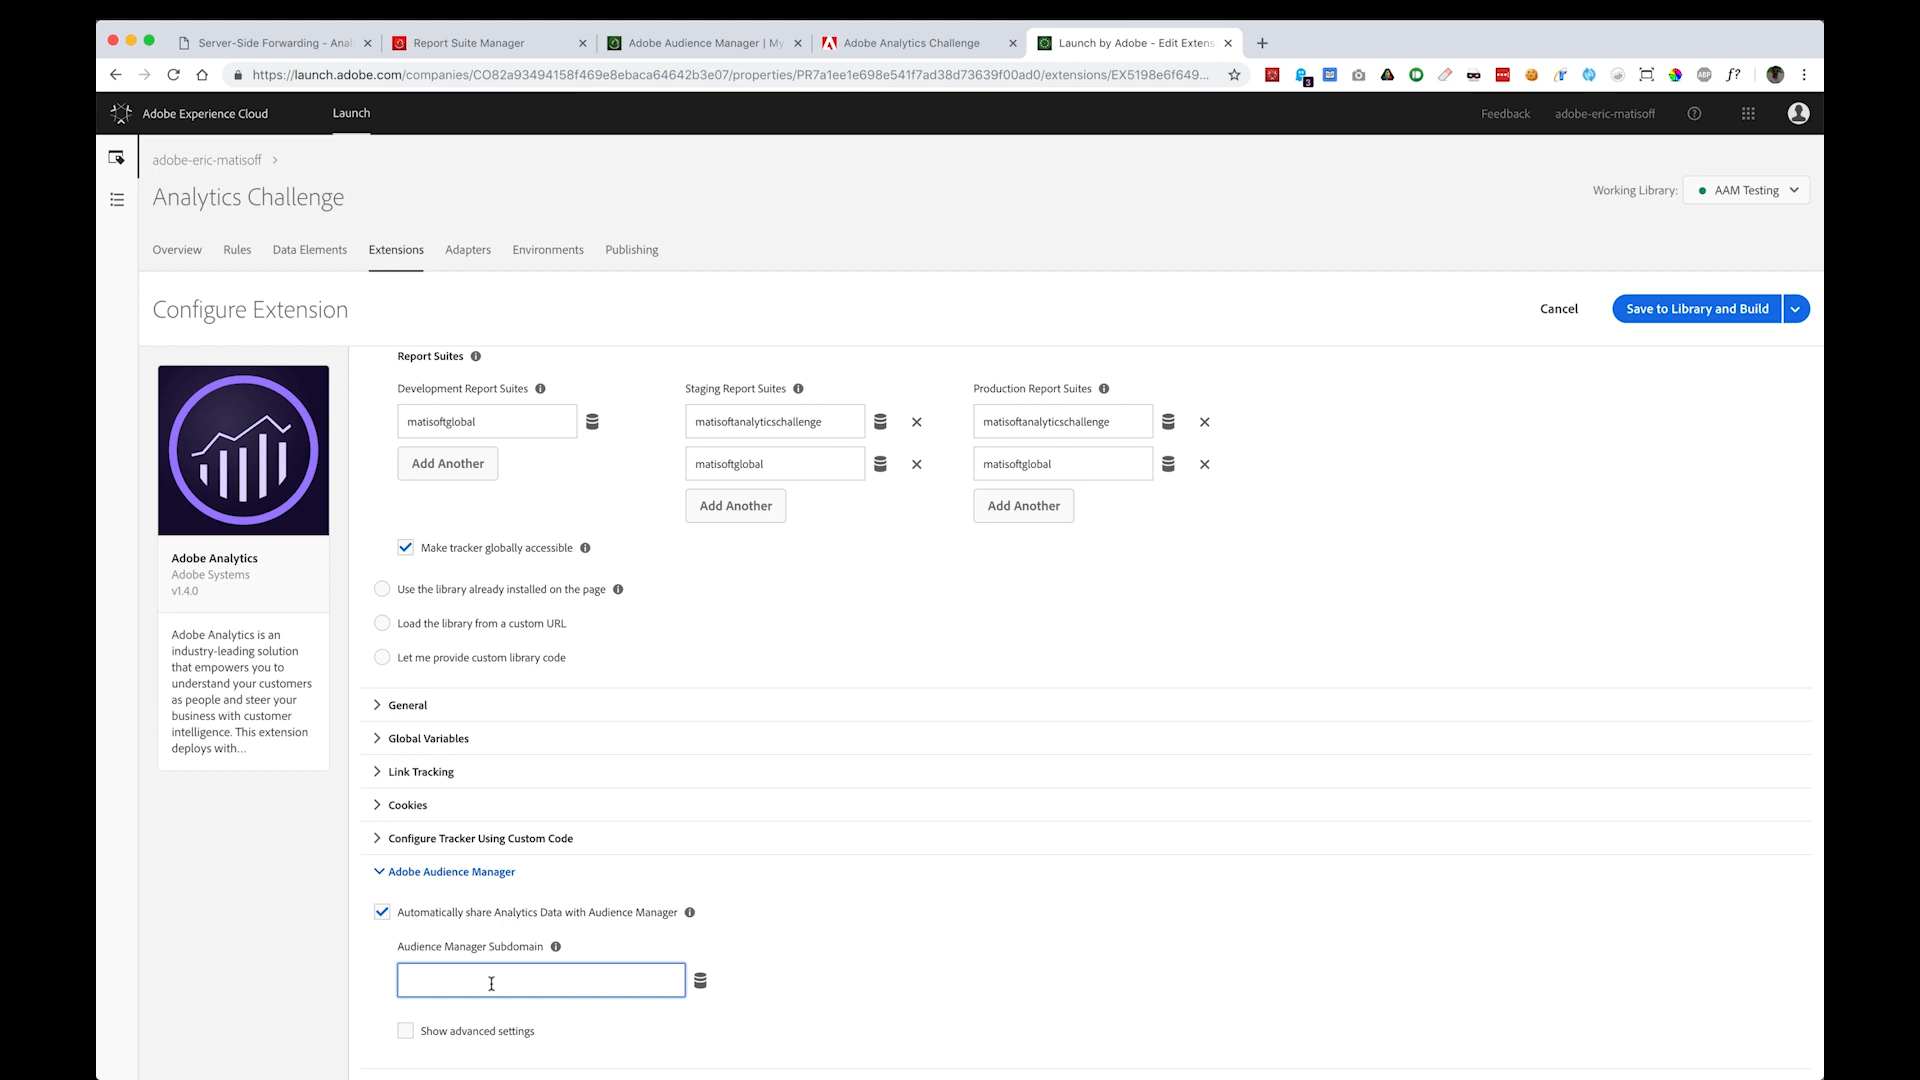 Server-Side Forwarding - Anal
Report Suite Manager
Adobe Audience Manager | My
Adobe Analytics Challenge
Launch by Adobe - Edit Extens
https://launch.adobe.com/companies/CO82a93494158f469e8ebaca64642b3e07/properties/PR7a1ee1e698e541f7ad38d73639f00ad0/extensions/EX5198e6f649...
3
ABP
f?
Adobe Experience Cloud
Launch
Feedback
adobe-eric-matisoff
adobe-eric-matisoff
Analytics Challenge
Working Library:
AAM Testing
Overview
Rules
Data Elements
Extensions
Adapters
Environments
Publishing
Configure Extension
Cancel
Save to Library and Build
Adobe Analytics
Adobe Systems
v1.4.0
Adobe Analytics is an
industry-leading solution
that empowers you to
understand your customers
as people and steer your
business with customer
intelligence. This extension
deploys with...
Report Suites
Development Report Suites
Staging Report Suites
Production Report Suites
matisoftglobal
matisoftanalyticschallenge
matisoftanalyticschallenge
Add Another
matisoftglobal
matisoftglobal
Add Another
Add Another
Make tracker globally accessible
Use the library already installed on the page
Load the library from a custom URL
Let me provide custom library code
General
Global Variables
Link Tracking
Cookies
Configure Tracker Using Custom Code
Adobe Audience Manager
Automatically share Analytics Data with Audience Manager
Audience Manager Subdomain
Show advanced settings